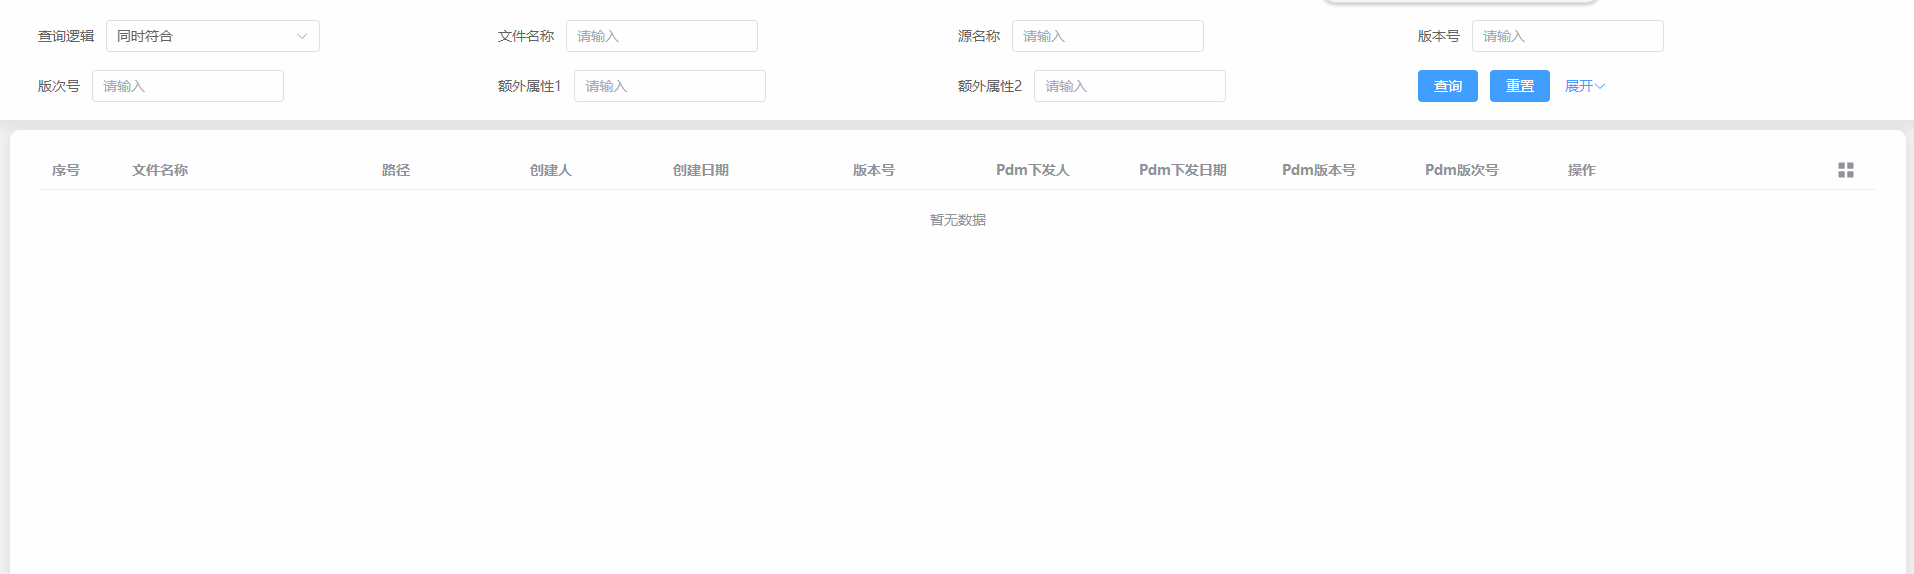 查询逻辑 同时符合 文件名称 请输入 源名称 请输入 版本号 请输入
版次号 请输入 额外属性1 请输入 额外属性2 请输入 查询 重置 展开
序号 文件名称 路径 创建人 创建日期 版本号 Pdm下发人 Pdm下发日期 Pdm版本号 Pdm版次号 操作
暂无数据